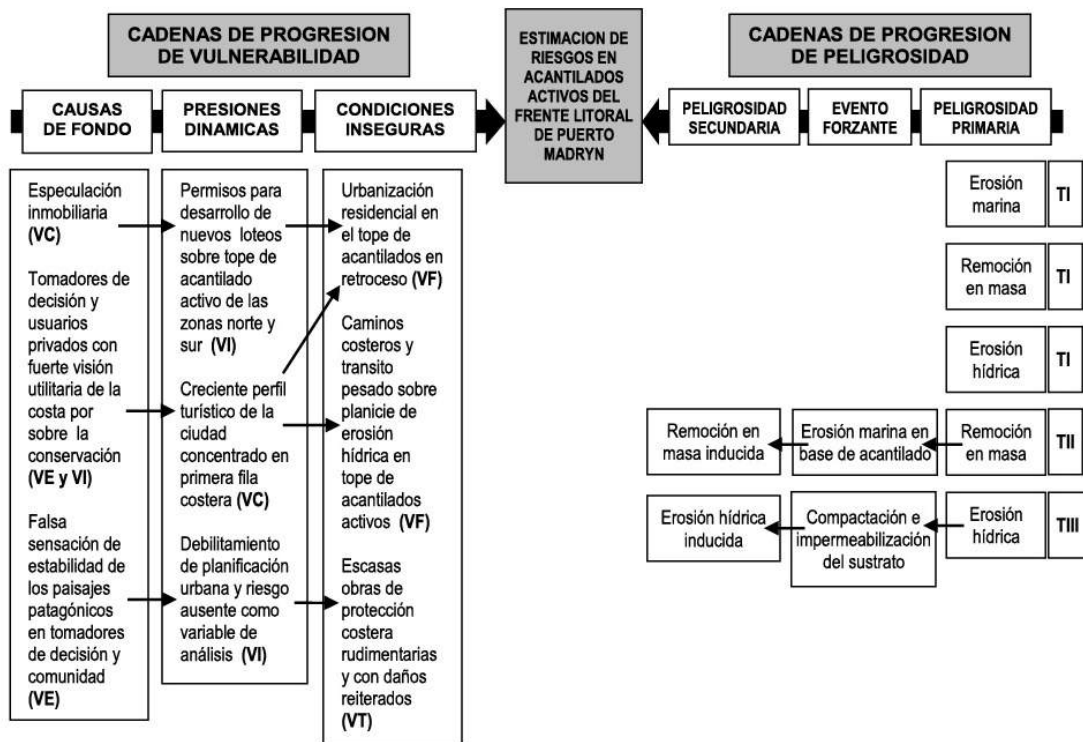 CADENAS DE PROGRESION
DE VULNERABILIDAD
CAUSAS
DE FONDO
PRESIONES
DINAMICAS
CONDICIONES
INSEGURAS
Especulación
inmobiliaria
(VC)
Tomadores de
decisión y
usuarios
privados con
fuerte visión
utilitaria de la
costa por
sobre la
conservación
(VE y VI)
Falsa
sensación de
estabilidad de
los paisajes
patagónicos
en tomadores
de decisión y
comunidad
(VE)
Permisos para
desarrollo de
nuevos loteos
sobre tope de
acantilado
activo de las
zonas norte y
sur (VI)
Creciente perfil
turístico de la
ciudad
concentrado en
primera fila
costera (VC)
Debilitamiento
de planificación
urbana y riesgo
ausente como
variable de
análisis (VI)
Urbanización
residencial en
el tope de
acantilados en
retroceso (VF)
Caminos
costeros y
transito
pesado sobre
planicie de
erosión
hídrica en
tope de
acantilados
activos (VF)
Escasas
obras de
protección
costera
rudimentarias
y con daños
reiterados
(VT)
ESTIMACION DE
RIESGOS EN
ACANTILADOS
ACTIVOS DEL
FRENTE LITORAL
DE PUERTO
MADRYN
CADENAS DE PROGRESION
DE PELIGROSIDAD
PELIGROSIDAD
SECUNDARIA
EVENTO
FORZANTE
PELIGROSIDAD
PRIMARIA
Erosión
marina
TI
Remoción
en masa
TI
Erosión
hídrica
TI
Remoción en
masa inducida
Erosión marina en
base de acantilado
Remoción
en masa
TII
Erosión hídrica
inducida
Compactación e
impermeabilización
del sustrato
Erosión
hídrica
TIII